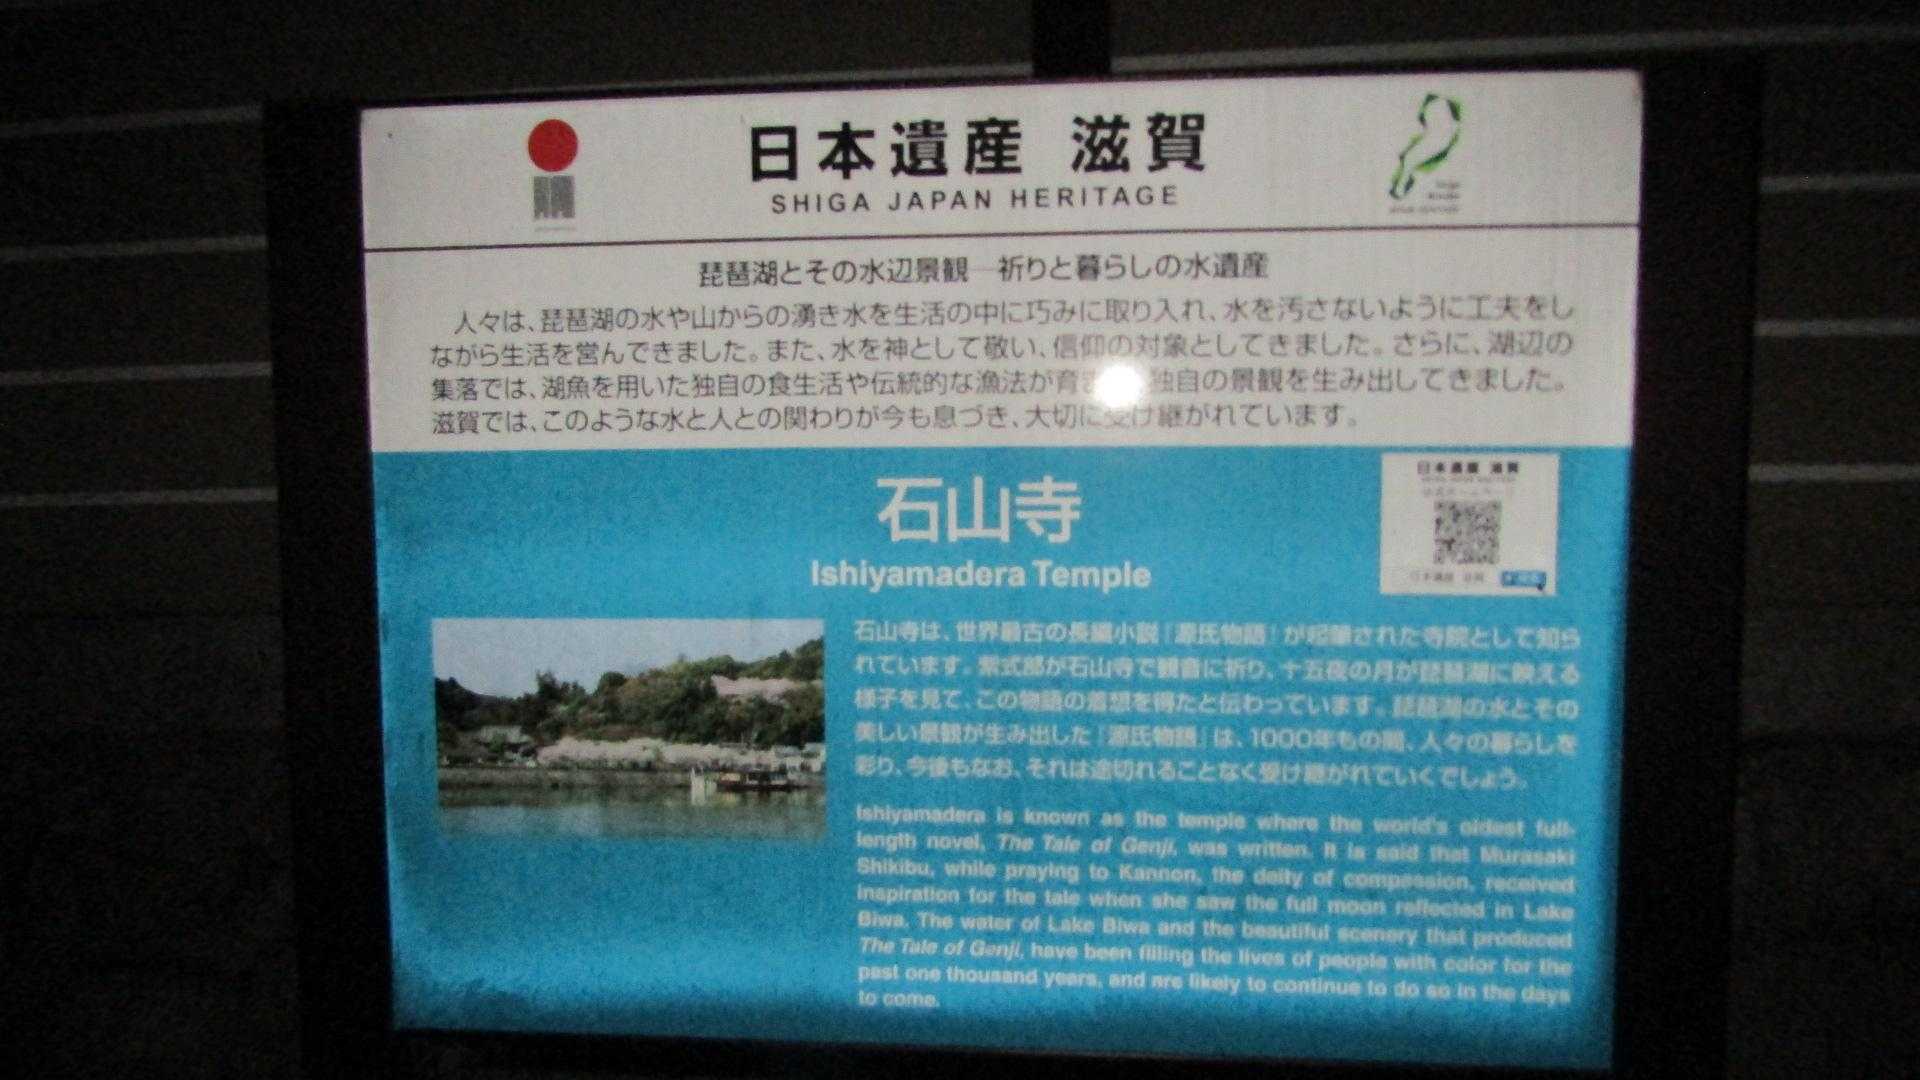 日本遺産 滋賀
SHIGA JAPAN HERITAGE
琵琶湖とその水辺景観―祈りと暮らしの水遺産
人々は、琵琶湖の水や山からの湧き水を生活の中に巧みに取り入れ、水を汚さないように工夫をし
ながら生活を営んできました。また、水を神として敬い、信仰の対象としてきました。さらに、湖辺の
集落では、湖魚を用いた独自の食生活や伝統的な漁法が育 独自の景観を生み出してきました。
滋賀では、このような水と人との関わりが今も息づき、大切に受け継がれています。
日本遺産 滋賀
石山寺
Ishiyamadera Temple
石山寺は、世界最古の長編小説『源氏物語』が起筆された寺院として知ら
れています。紫式部が石山寺で観音に祈り、十五夜の月が琵琶湖に映える
様子を見て、この物語の着想を得たと伝わっています。琵琶湖の水とその
美しい景観が生み出した『源氏物語』は、1000年もの間、人々の暮らしを
彩り、今後もなお、それは途切れることなく受け継がれていくでしょう。
Ishiyamadera is known as the temple where the world's oldest full-
length novel, The Tale of Genji, was written. It is said that Murasaki
Shikibu, while praying to Kannon, the deity of compassion, received
inspiration for the tale when she saw the full moon reflected in Lake
Biwa. The water of Lake Biwa and the beautiful scenery that produced
The Tale of Genji, have been filling the lives of people with color for the
past one thousand years, and are likely to continue to do so in the days
to come.